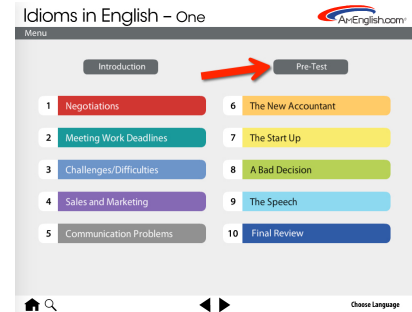 Idioms in English – One
AMEnglish.com
Menu
Introduction
Pre-Test
1 Negotiations
2 Meeting Work Deadlines
3 Challenges/Difficulties
4 Sales and Marketing
5 Communication Problems
6 The New Accountant
7 The Start Up
8 A Bad Decision
9 The Speech
10 Final Review
Choose Language